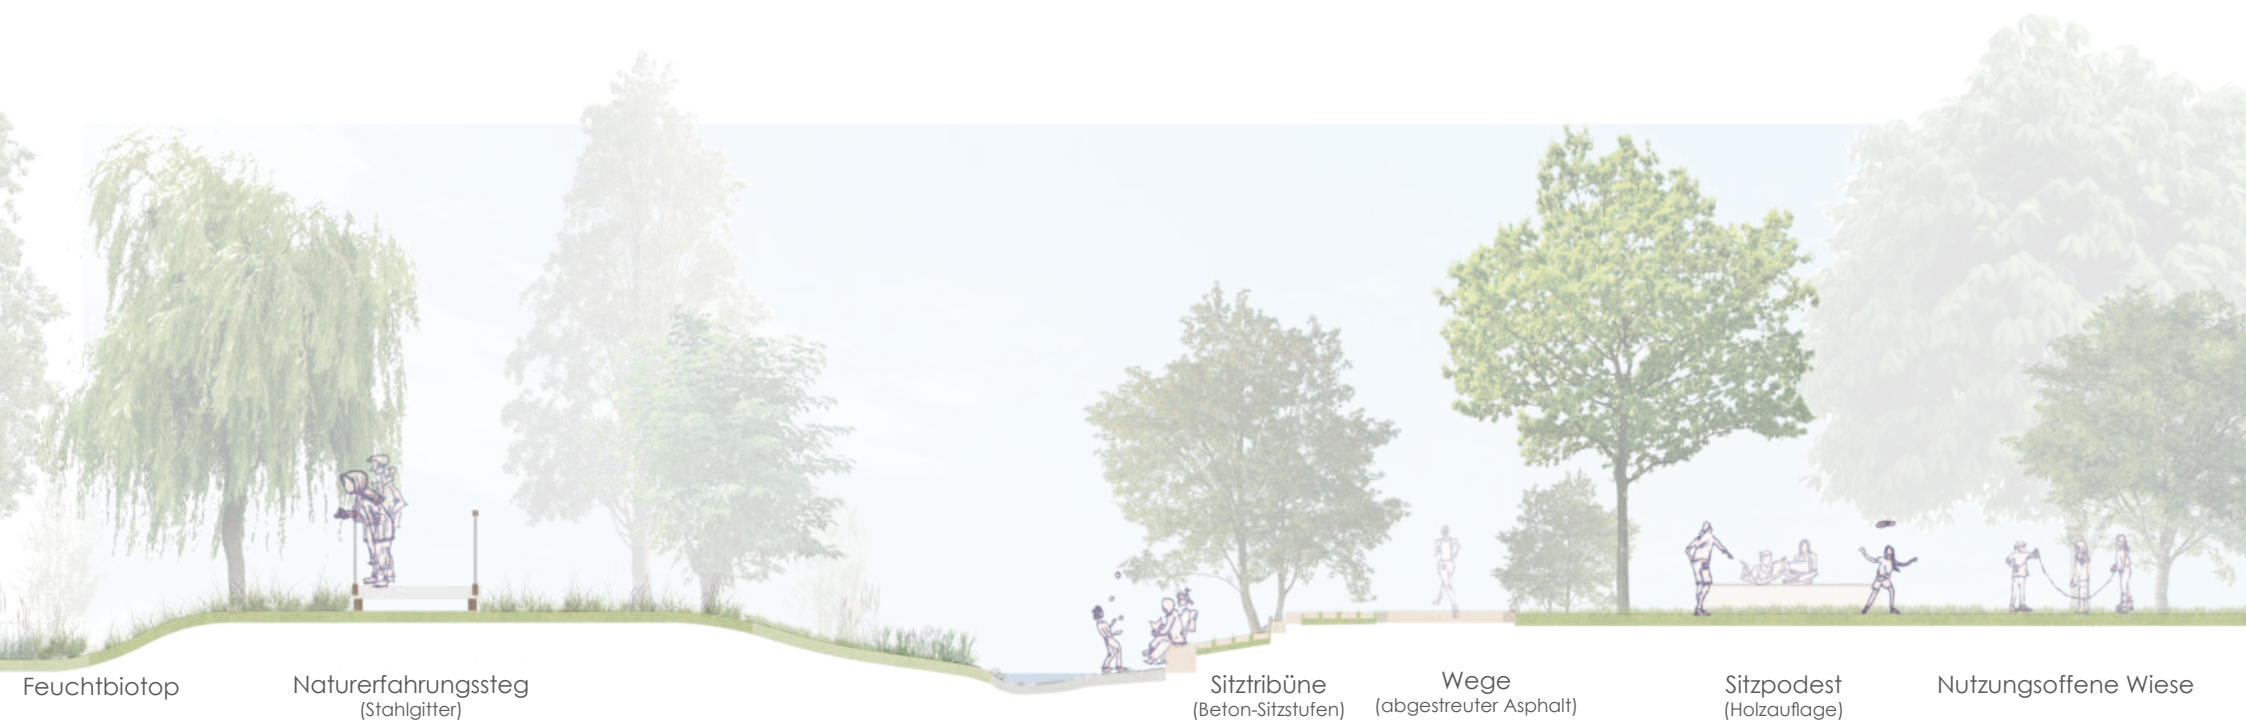 Feuchtbiotop
Naturerfahrungssteg
(Stahlgitter)
Sitztribüne
(Beton-Sitzstufen)
Wege
(abgestreuter Asphalt)
Sitzpodest
(Holzauflage)
Nutzungsoffene Wiese